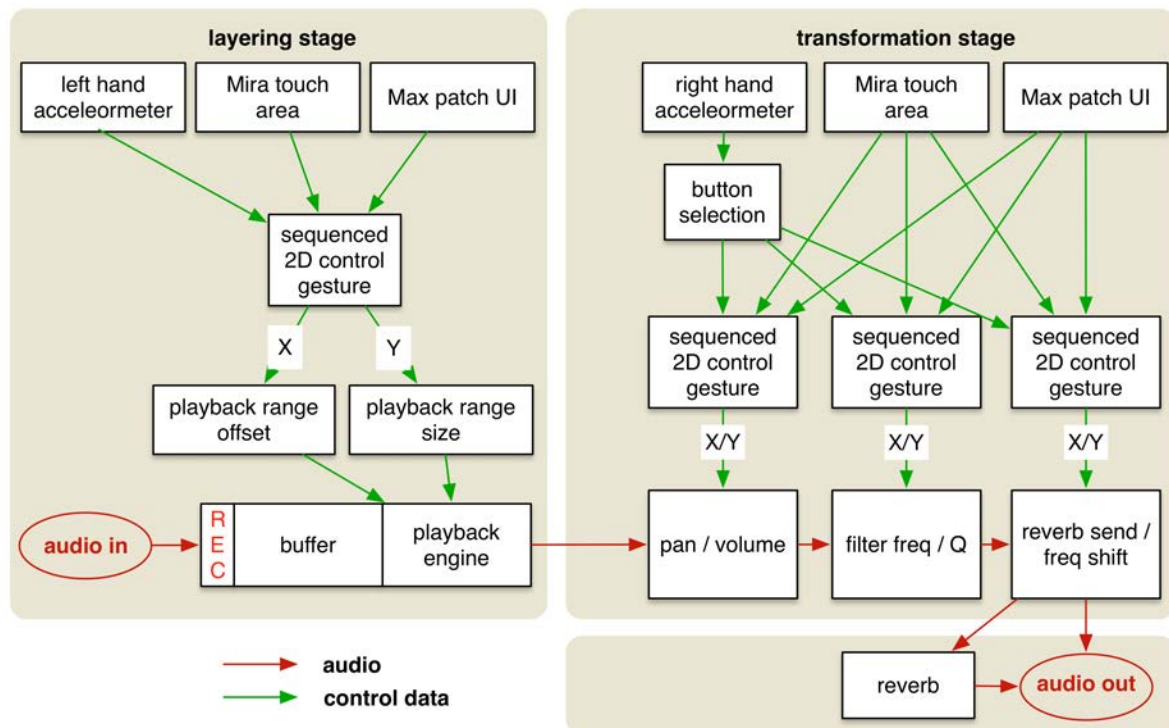 layering stage
left hand
acceleormeter
Mira touch
area
Max patch UI
sequenced
2D control
gesture
X
Y
playback range
offset
playback range
size
audio in
R
E
C
buffer
playback
engine
transformation stage
right hand
acceleormeter
Mira touch
area
Max patch UI
button
selection
sequenced
2D control
gesture
sequenced
2D control
gesture
sequenced
2D control
gesture
X/Y
X/Y
X/Y
pan / volume
filter freq / Q
reverb send /
freq shift
reverb
audio out
audio
control data